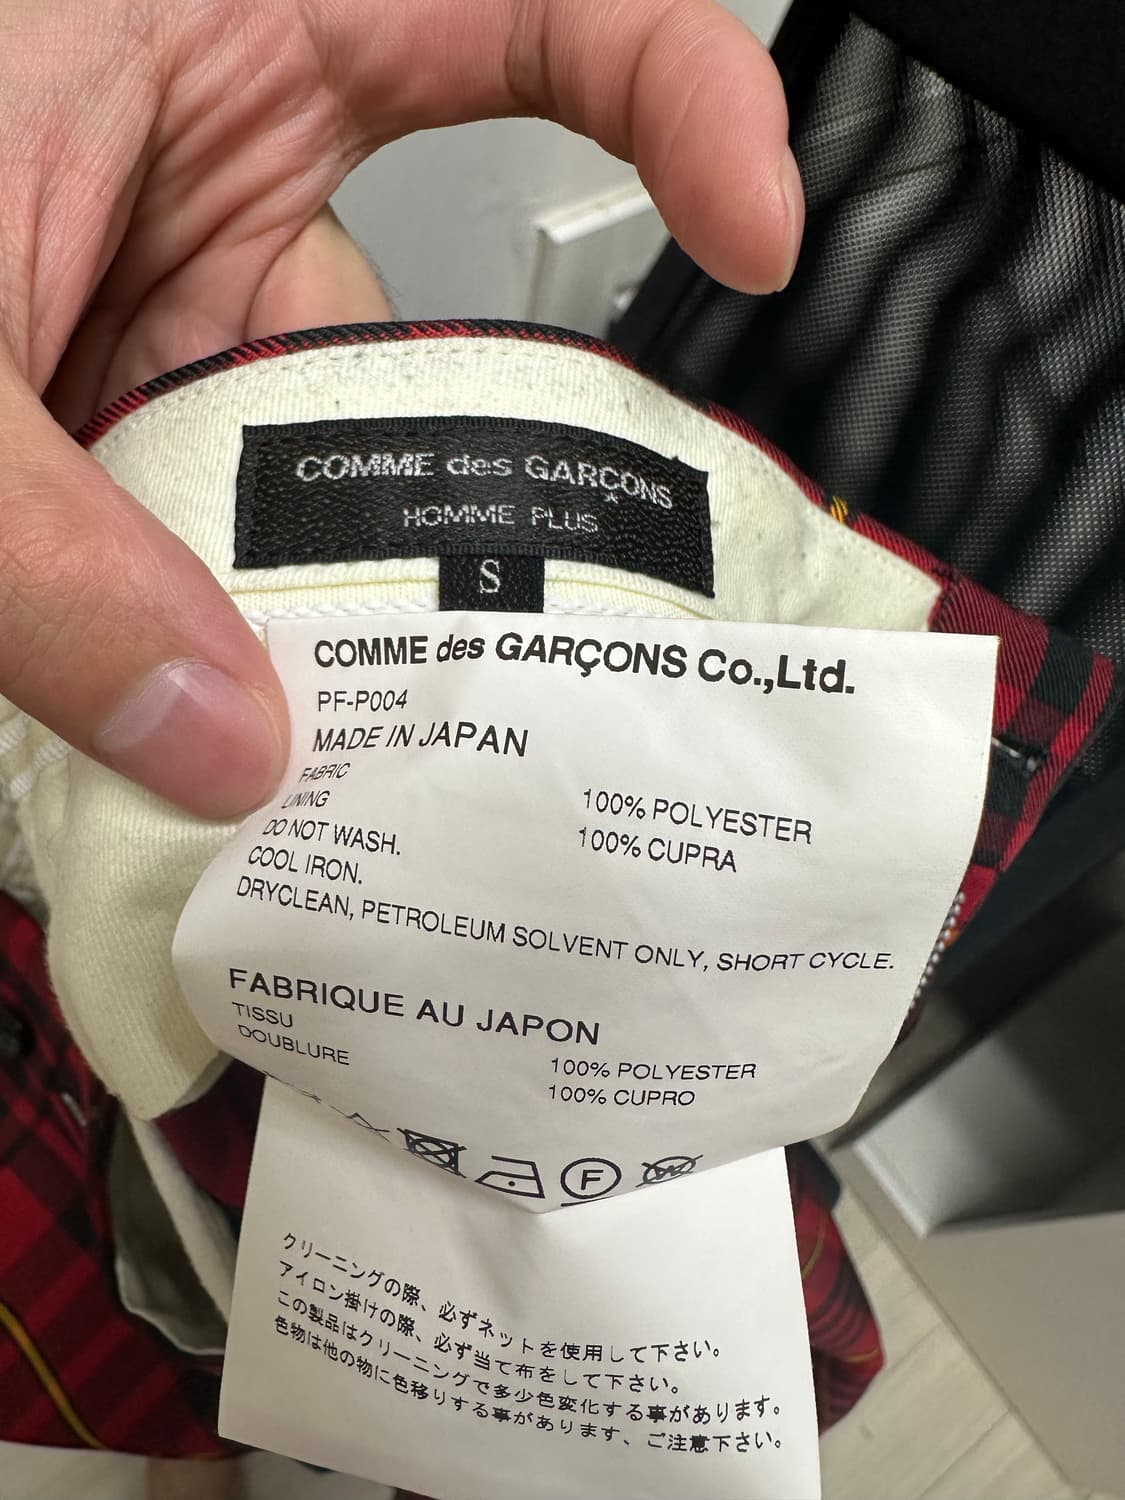 COMME des GARÇONS
HOMME PLUS
S
COMME des GARÇONS Co.,Ltd.
PF-P004
MADE IN JAPAN
FABRIC 100% POLYESTER
LINING 100% CUPRA
DO NOT WASH.
COOL IRON.
DRYCLEAN, PETROLEUM SOLVENT ONLY, SHORT CYCLE.
FABRIQUE AU JAPON
TISSU 100% POLYESTER
DOUBLURE 100% CUPRO
F
W
クリーニングの際、必ずネットを使用して下さい。
アイロン掛けの際、必ず当て布をして下さい。
この製品はクリーニングで多少色変化する事があります。
色物は他の物に色移りする事があります、ご注意下さい。